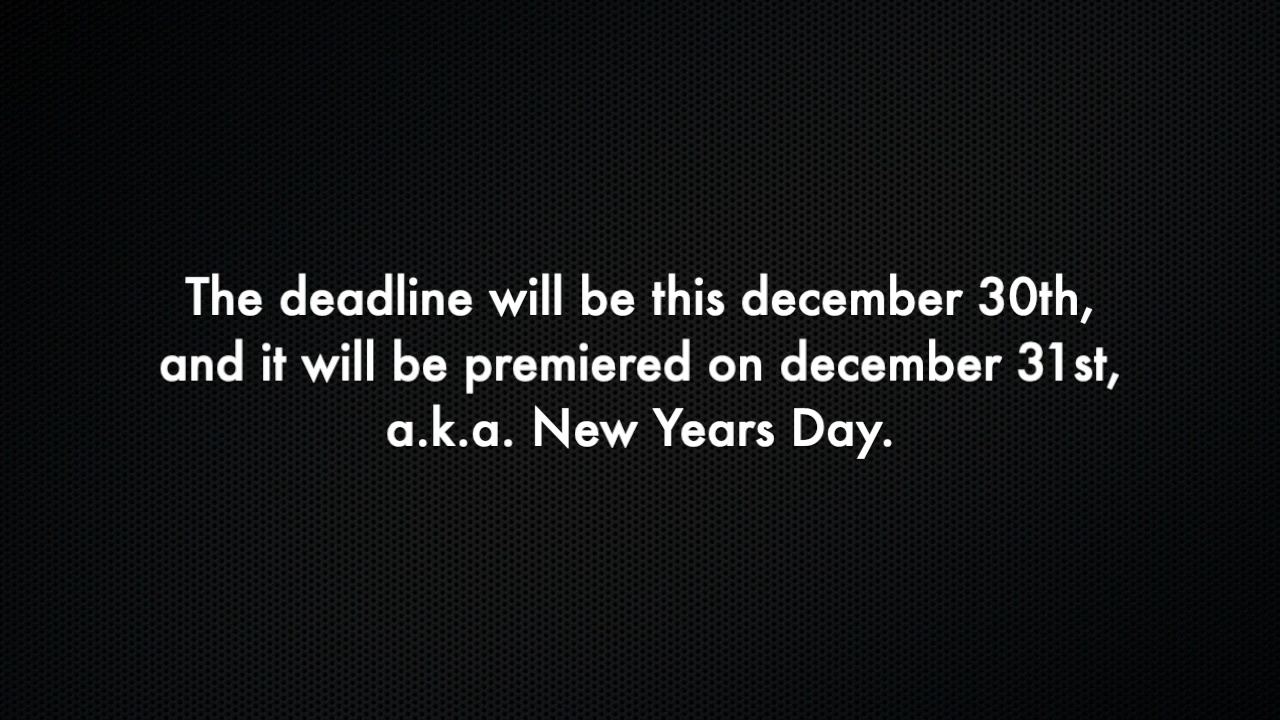 The deadline will be this december 30th,
and it will be premiered on december 31st,
a.k.a. New Years Day.